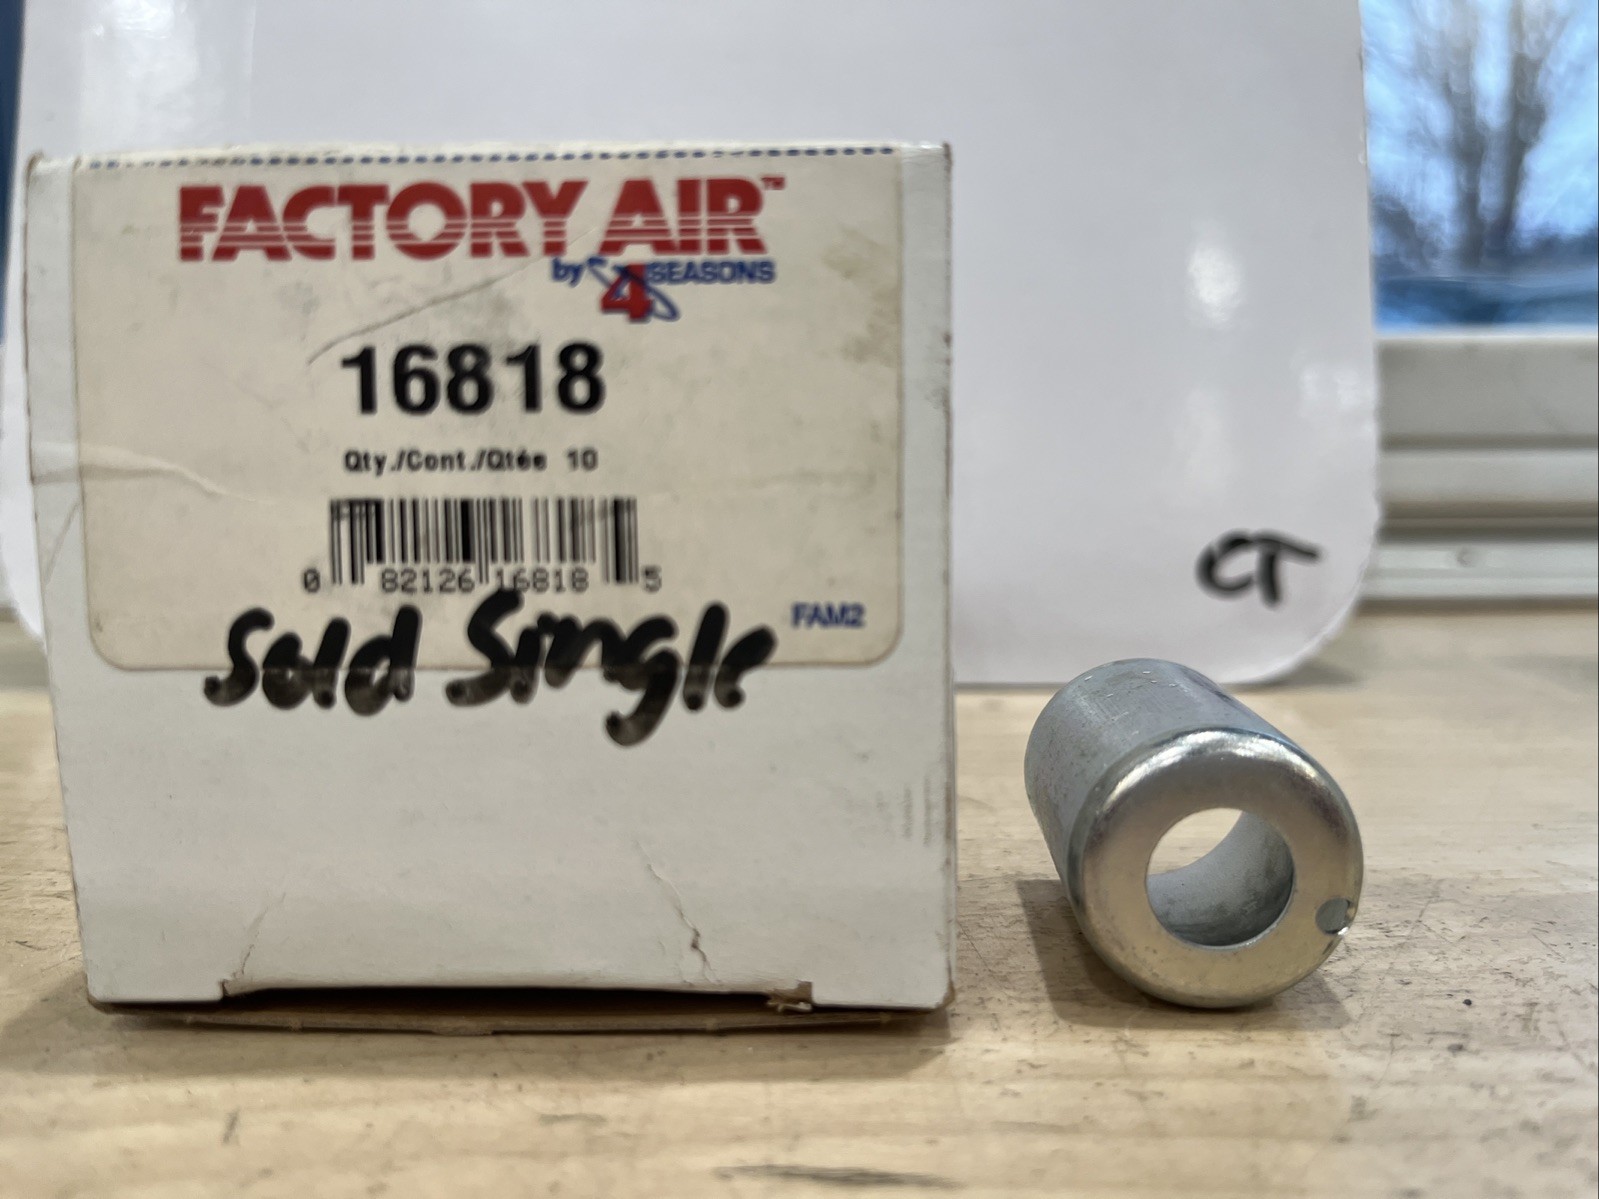 FACTORY AIR™
by 4 SEASONS
16818
Qty./Cont./Qtée 10
0 82126 16818 5
FAM2
Sold Single
CT